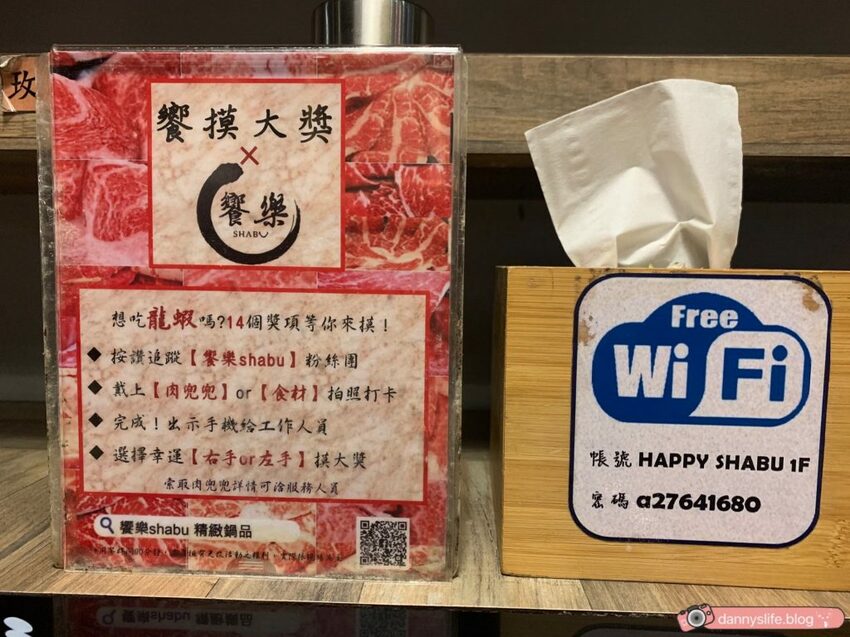 玫
饗摸大獎
×
饗樂
SHABU
想吃龍蝦嗎?14個獎項等你來摸!
◆ 按讚追蹤【饗樂shabu】粉絲團
◆ 戴上【肉兜兜】or【食材】拍照打卡
◆ 完成!出示手機給工作人員
◆ 選擇幸運【右手or左手】摸大獎
索取肉兜兜詳情可洽服務人員
饗樂shabu 精緻鍋品
Free
WiFi
帳號 HAPPY SHABU 1F
密碼 a27641680
dannyslife.blog